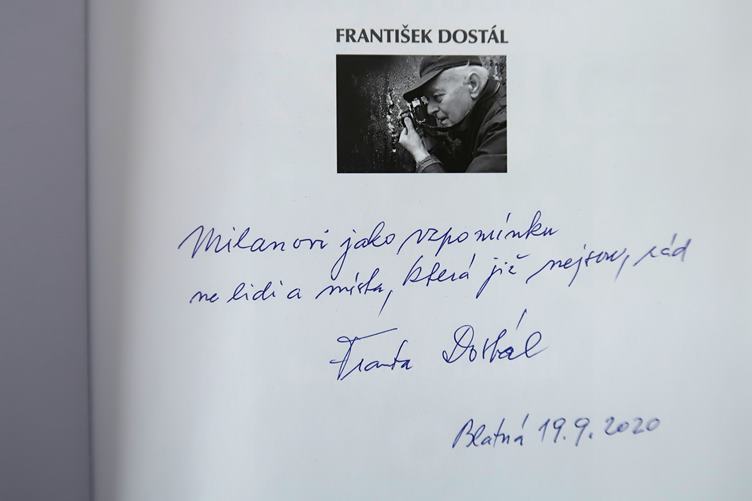 FRANTIŠEK DOSTÁL
Milanovi jako vzpomínku
na lidi a místa, která již nejsou, rád
Franta Dostál
Blatná 19.9.2020